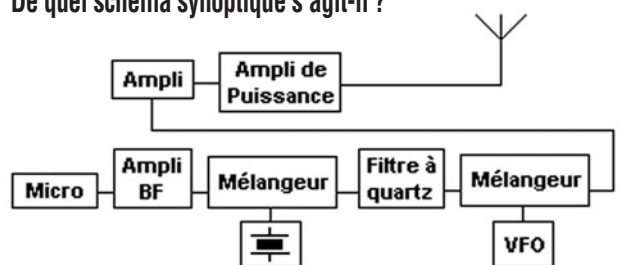 De quel schéma synoptique s'agit-il ?
Ampli
Ampli de
Puissance
Micro
Ampli
BF
Mélangeur
Filtre à
quartz
Mélangeur
VFO